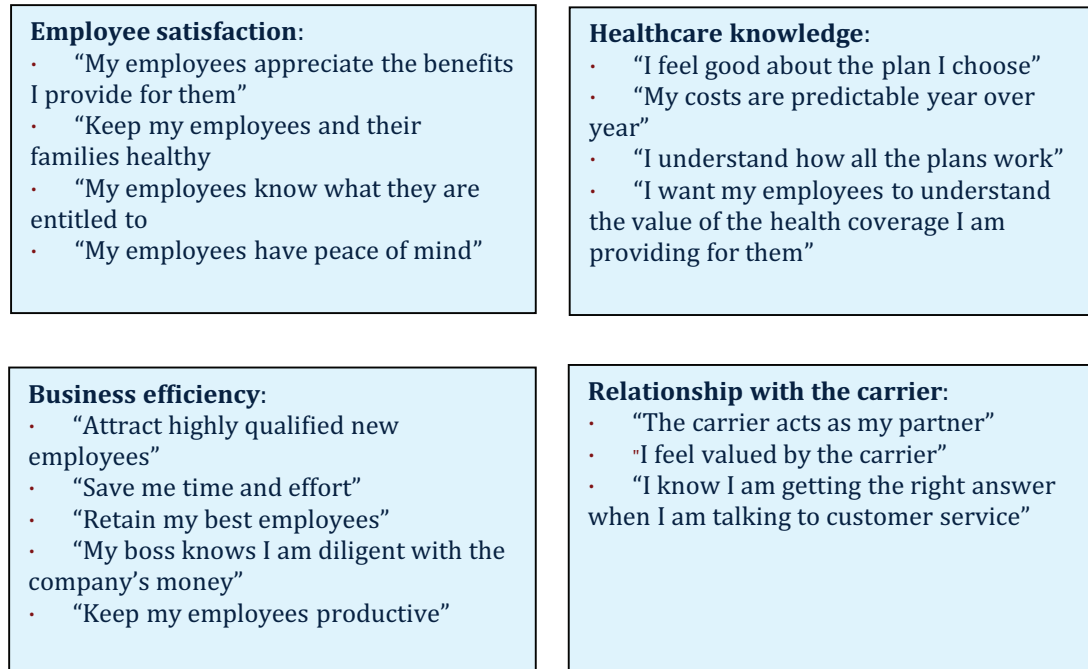 Employee satisfaction:
· “My employees appreciate the benefits
I provide for them”
· “Keep my employees and their
families healthy
· “My employees know what they are
entitled to
· “My employees have peace of mind”
Healthcare knowledge:
· “I feel good about the plan I choose”
· “My costs are predictable year over
year”
· “I understand how all the plans work”
· “I want my employees to understand
the value of the health coverage I am
providing for them”
Business efficiency:
· “Attract highly qualified new
employees”
· “Save me time and effort”
· “Retain my best employees”
· “My boss knows I am diligent with the
company’s money”
· “Keep my employees productive”
Relationship with the carrier:
· “The carrier acts as my partner”
· "I feel valued by the carrier”
· “I know I am getting the right answer
when I am talking to customer service”